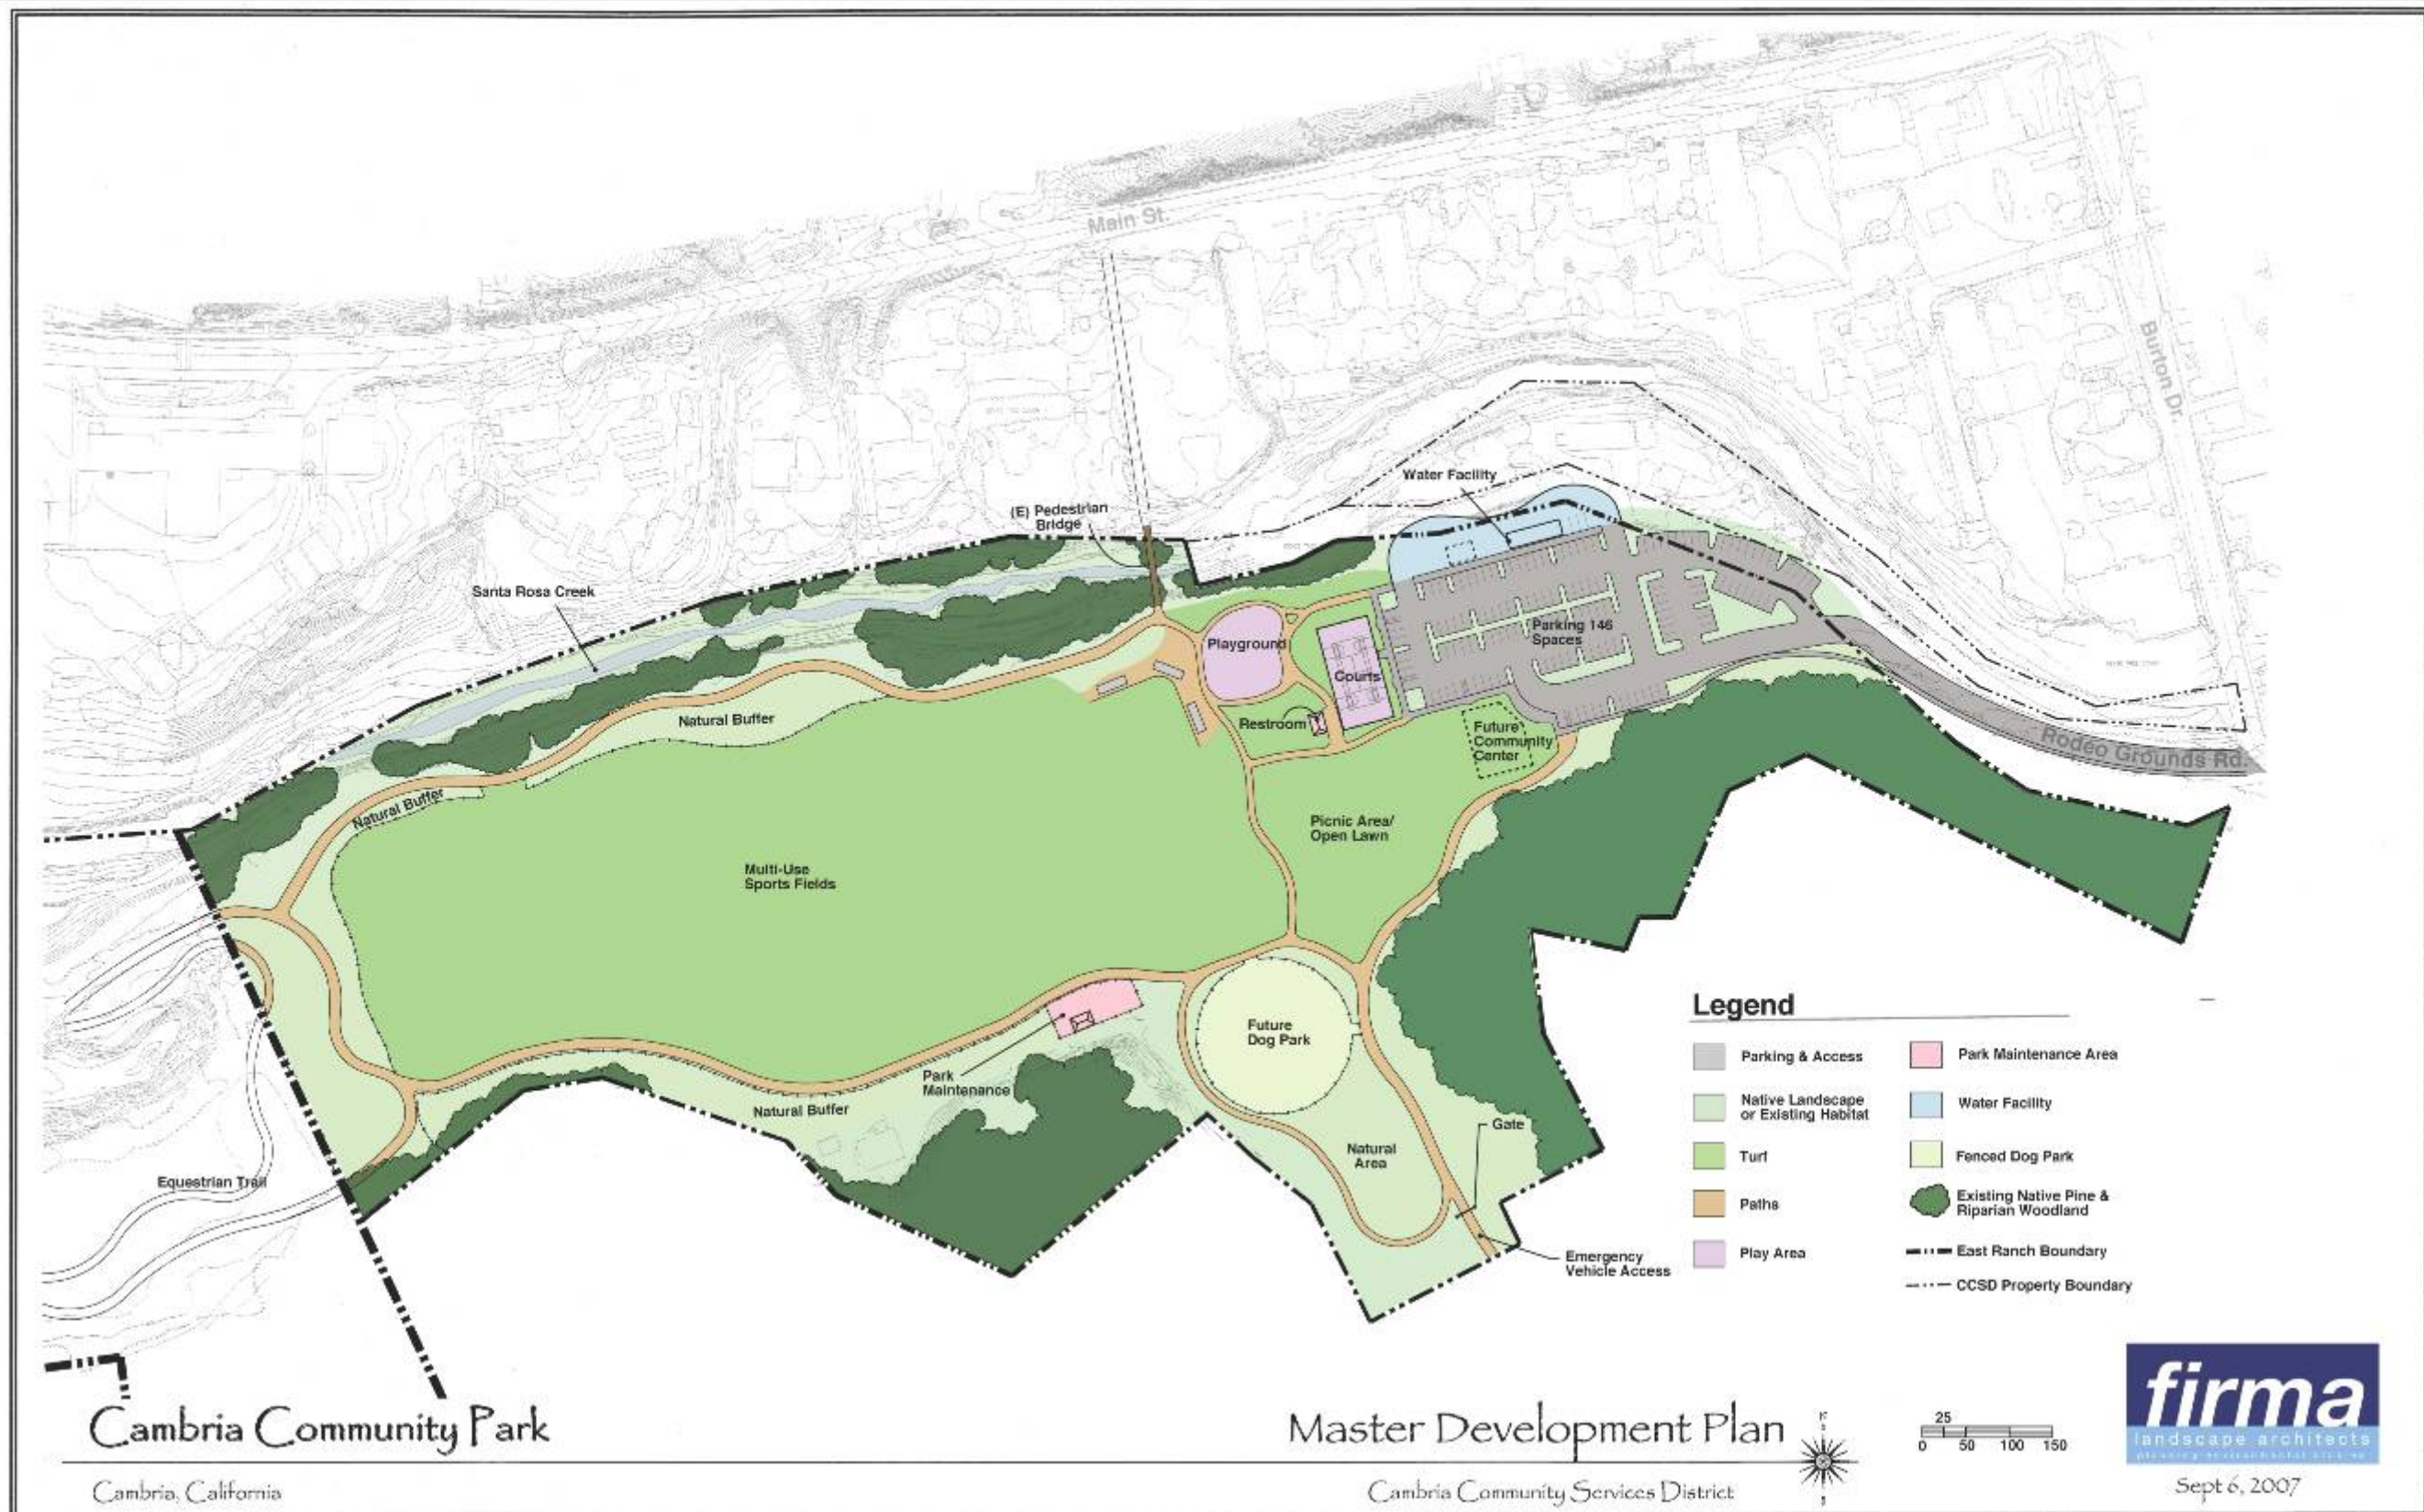 Main St.
Burton Dr.
Water Facility
(E) Pedestrian
Bridge
Santa Rosa Creek
Playground
Parking 146
Spaces
Courts
Natural Buffer
Restroom
Future
Community
Center
Rodeo Grounds Rd.
Natural Buffer
Picnic Area/
Open Lawn
Multi-Use
Sports Fields
Future
Dog Park
Park
Maintenance
Natural Buffer
Gate
Natural
Area
Equestrian Trail
Emergency
Vehicle Access
Legend
Parking & Access
Native Landscape
or Existing Habitat
Turf
Paths
Play Area
Park Maintenance Area
Water Facility
Fenced Dog Park
Existing Native Pine &
Riparian Woodland
East Ranch Boundary
CCSD Property Boundary
Cambria Community Park
Cambria, California
Master Development Plan
Cambria Community Services District
25
0 50 100 150
firma
landscape architects
Sept 6, 2007